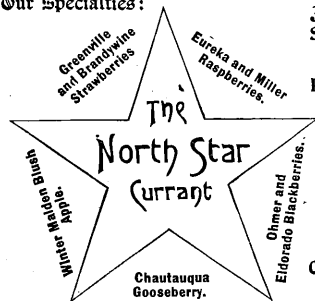 Our Specialties:
Greenville
and Brandywine
Strawberries
Eureka and Miller
Raspberries.
The
North Star
Currant
Winter Maiden Blush
Apple.
Ohmer and
Eldorado Blackberries.
Chautauqua
Gooseberry.